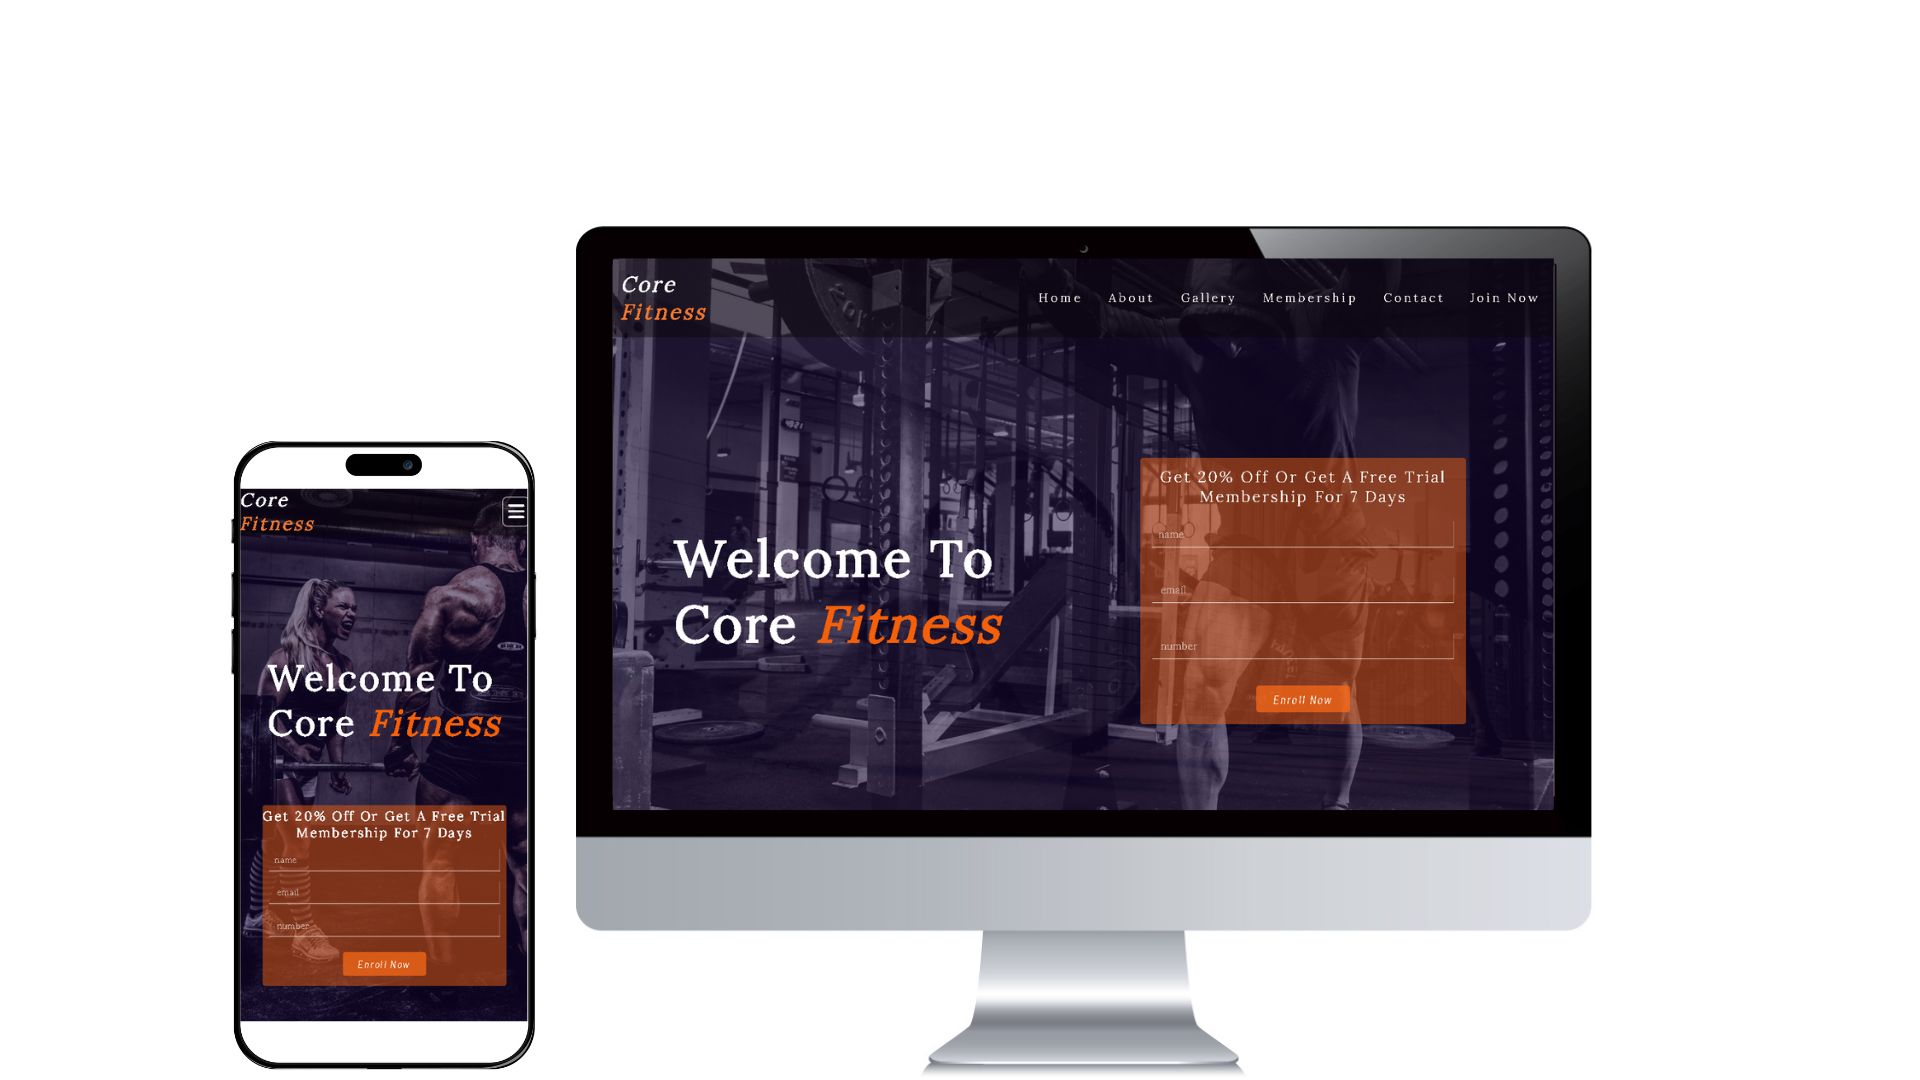 Core
Fitness
Home About Gallery Membership Contact Join Now
Welcome To
Core Fitness
Get 20% Off Or Get A Free Trial
Membership For 7 Days
name
email
number
Enroll Now
Core
Fitness
Welcome To
Core Fitness
Get 20% Off Or Get A Free Trial
Membership For 7 Days
name
email
number
Enroll Now